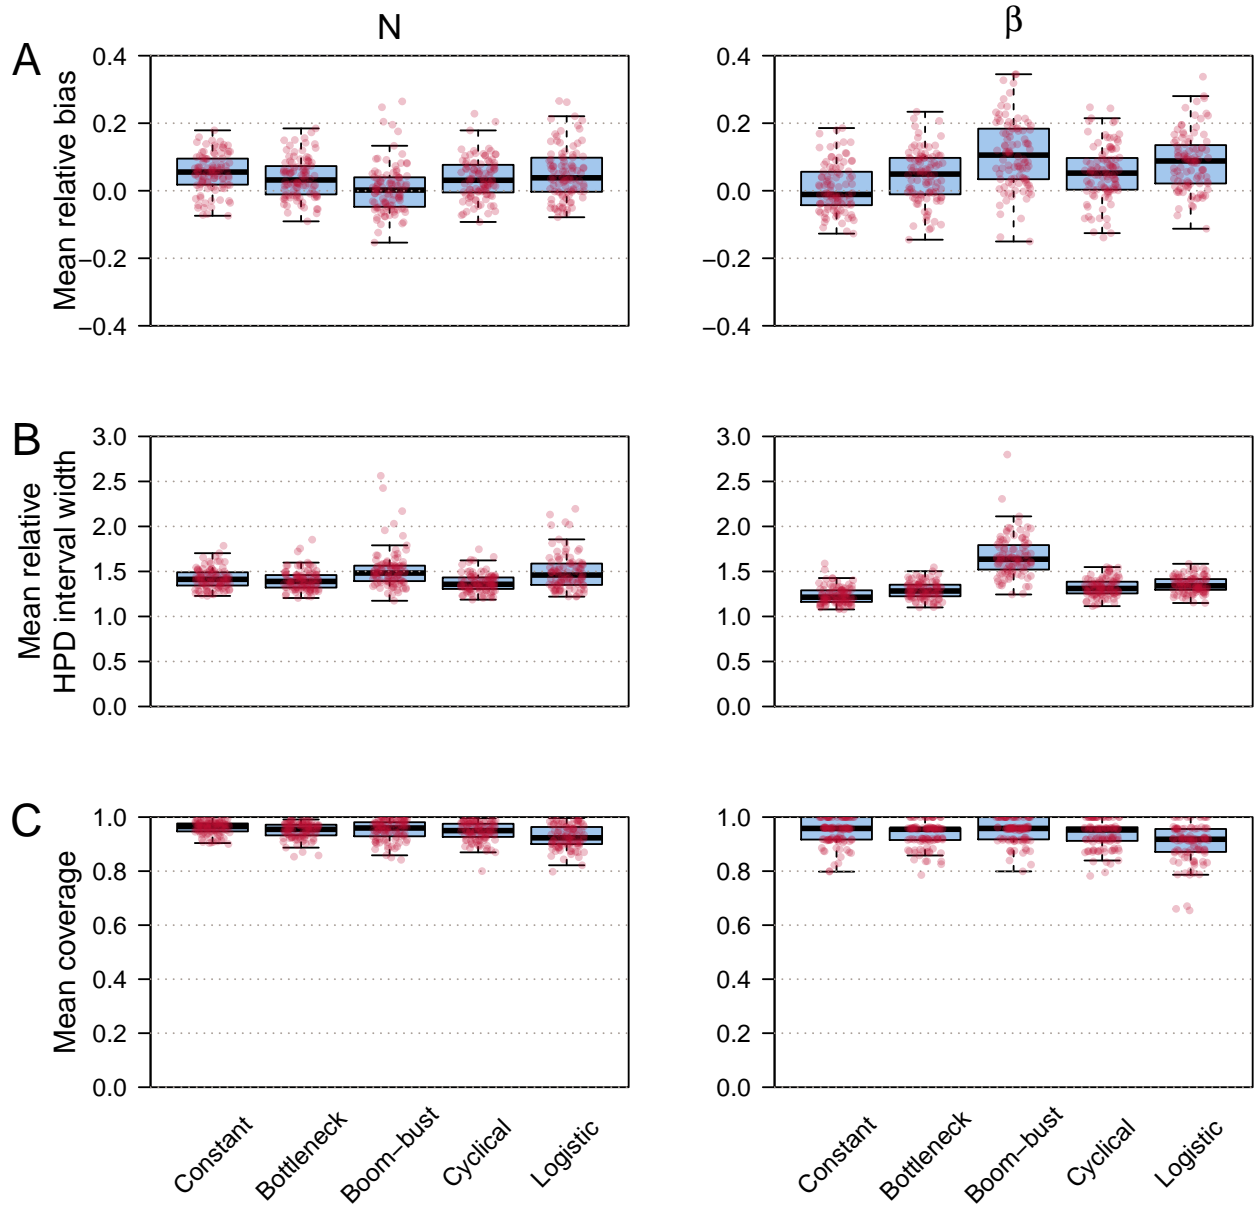 N
β
A
Mean relative bias
0.4
0.2
0.0
−0.2
−0.4
0.4
0.2
0.0
−0.2
−0.4
B
Mean relative
HPD interval width
3.0
2.5
2.0
1.5
1.0
0.5
0.0
3.0
2.5
2.0
1.5
1.0
0.5
0.0
C
Mean coverage
1.0
0.8
0.6
0.4
0.2
0.0
1.0
0.8
0.6
0.4
0.2
0.0
Constant
Bottleneck
Boom−bust
Cyclical
Logistic
Constant
Bottleneck
Boom−bust
Cyclical
Logistic